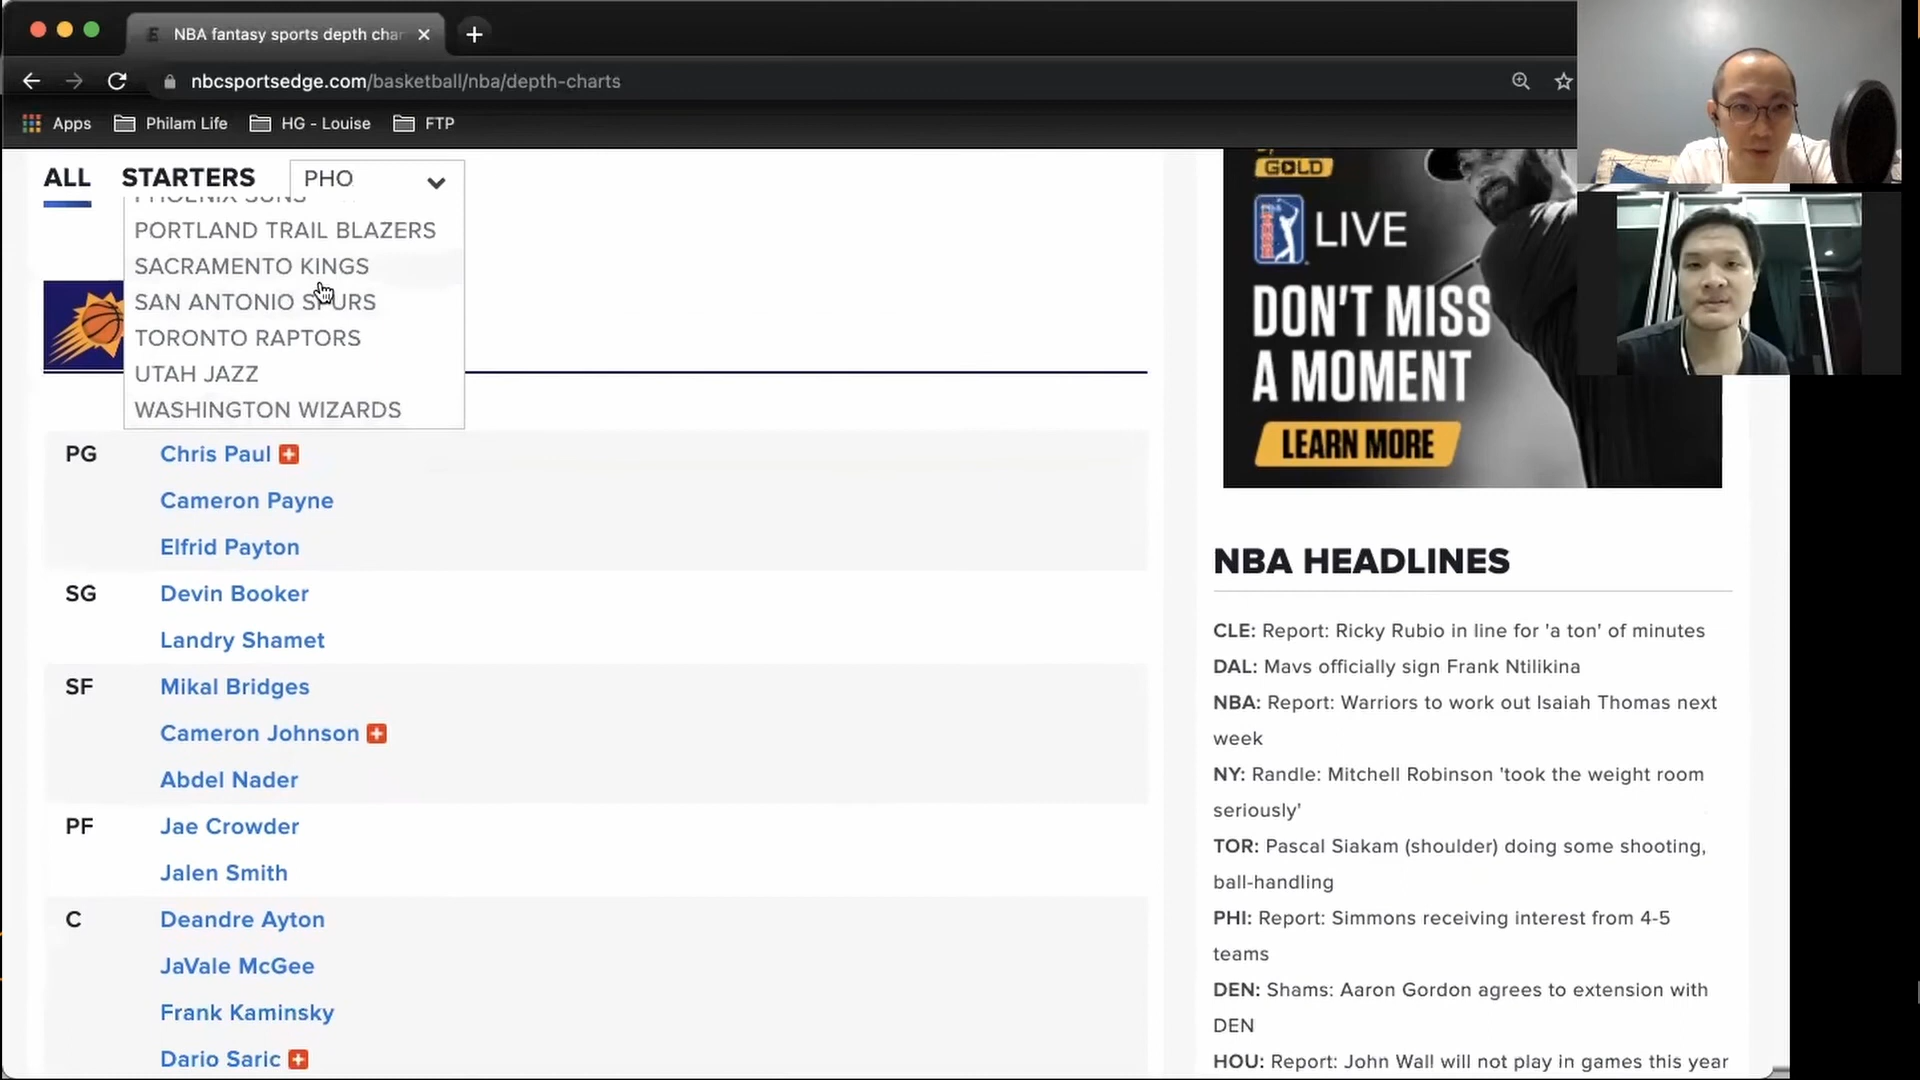 NBA fantasy sports depth cha
nbcsportsedge.com/basketball/nba/depth-charts
Apps Philam Life HG - Louise FTP
ALL STARTERS PHO
PHOENIX SUNS
PORTLAND TRAIL BLAZERS
SACRAMENTO KINGS
SAN ANTONIO SPURS
TORONTO RAPTORS
UTAH JAZZ
WASHINGTON WIZARDS
PG Chris Paul
Cameron Payne
Elfrid Payton
SG Devin Booker
Landry Shamet
SF Mikal Bridges
Cameron Johnson
Abdel Nader
PF Jae Crowder
Jalen Smith
C Deandre Ayton
JaVale McGee
Frank Kaminsky
Dario Saric
GOLD
PGA TOUR LIVE
DON'T MISS
A MOMENT
LEARN MORE
NBA HEADLINES
CLE: Report: Ricky Rubio in line for 'a ton' of minutes
DAL: Mavs officially sign Frank Ntilikina
NBA: Report: Warriors to work out Isaiah Thomas next
week
NY: Randle: Mitchell Robinson 'took the weight room
seriously'
TOR: Pascal Siakam (shoulder) doing some shooting,
ball-handling
PHI: Report: Simmons receiving interest from 4-5
teams
DEN: Shams: Aaron Gordon agrees to extension with
DEN
HOU: Report: John Wall will not play in games this year